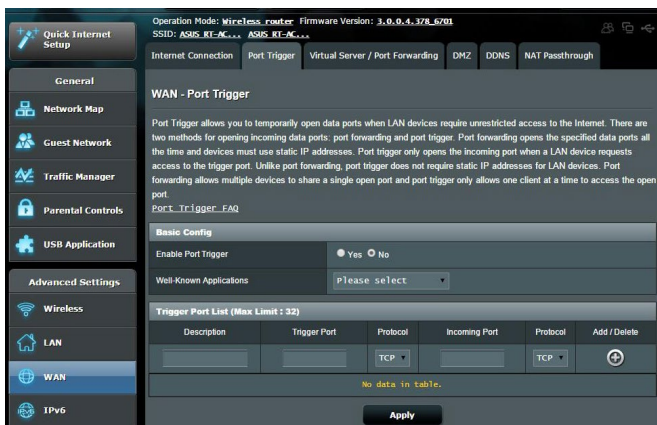 Operation Mode: Wireless router Firmware Version: 3.0.0.4.378_6701
SSID: ASUS RT-AC... ASUS RT-AC...
Quick Internet
Setup
General
Network Map
Guest Network
Traffic Manager
Parental Controls
USB Application
Advanced Settings
Wireless
LAN
WAN
IPv6
Internet Connection Port Trigger Virtual Server / Port Forwarding DMZ DDNS NAT Passthrough
WAN - Port Trigger
Port Trigger allows you to temporarily open data ports when LAN devices require unrestricted access to the Internet. There are
two methods for opening incoming data ports: port forwarding and port trigger. Port forwarding opens the specified data ports all
the time and devices must use static IP addresses. Port trigger only opens the incoming port when a LAN device requests
access to the trigger port. Unlike port forwarding, port trigger does not require static IP addresses for LAN devices. Port
forwarding allows multiple devices to share a single open port and port trigger only allows one client at a time to access the open
port.
Port Trigger FAQ
Basic Config
Enable Port Trigger Yes No
Well-Known Applications Please select
Trigger Port List (Max Limit : 32)
Description Trigger Port Protocol Incoming Port Protocol Add / Delete
TCP TCP
No data in table.
Apply